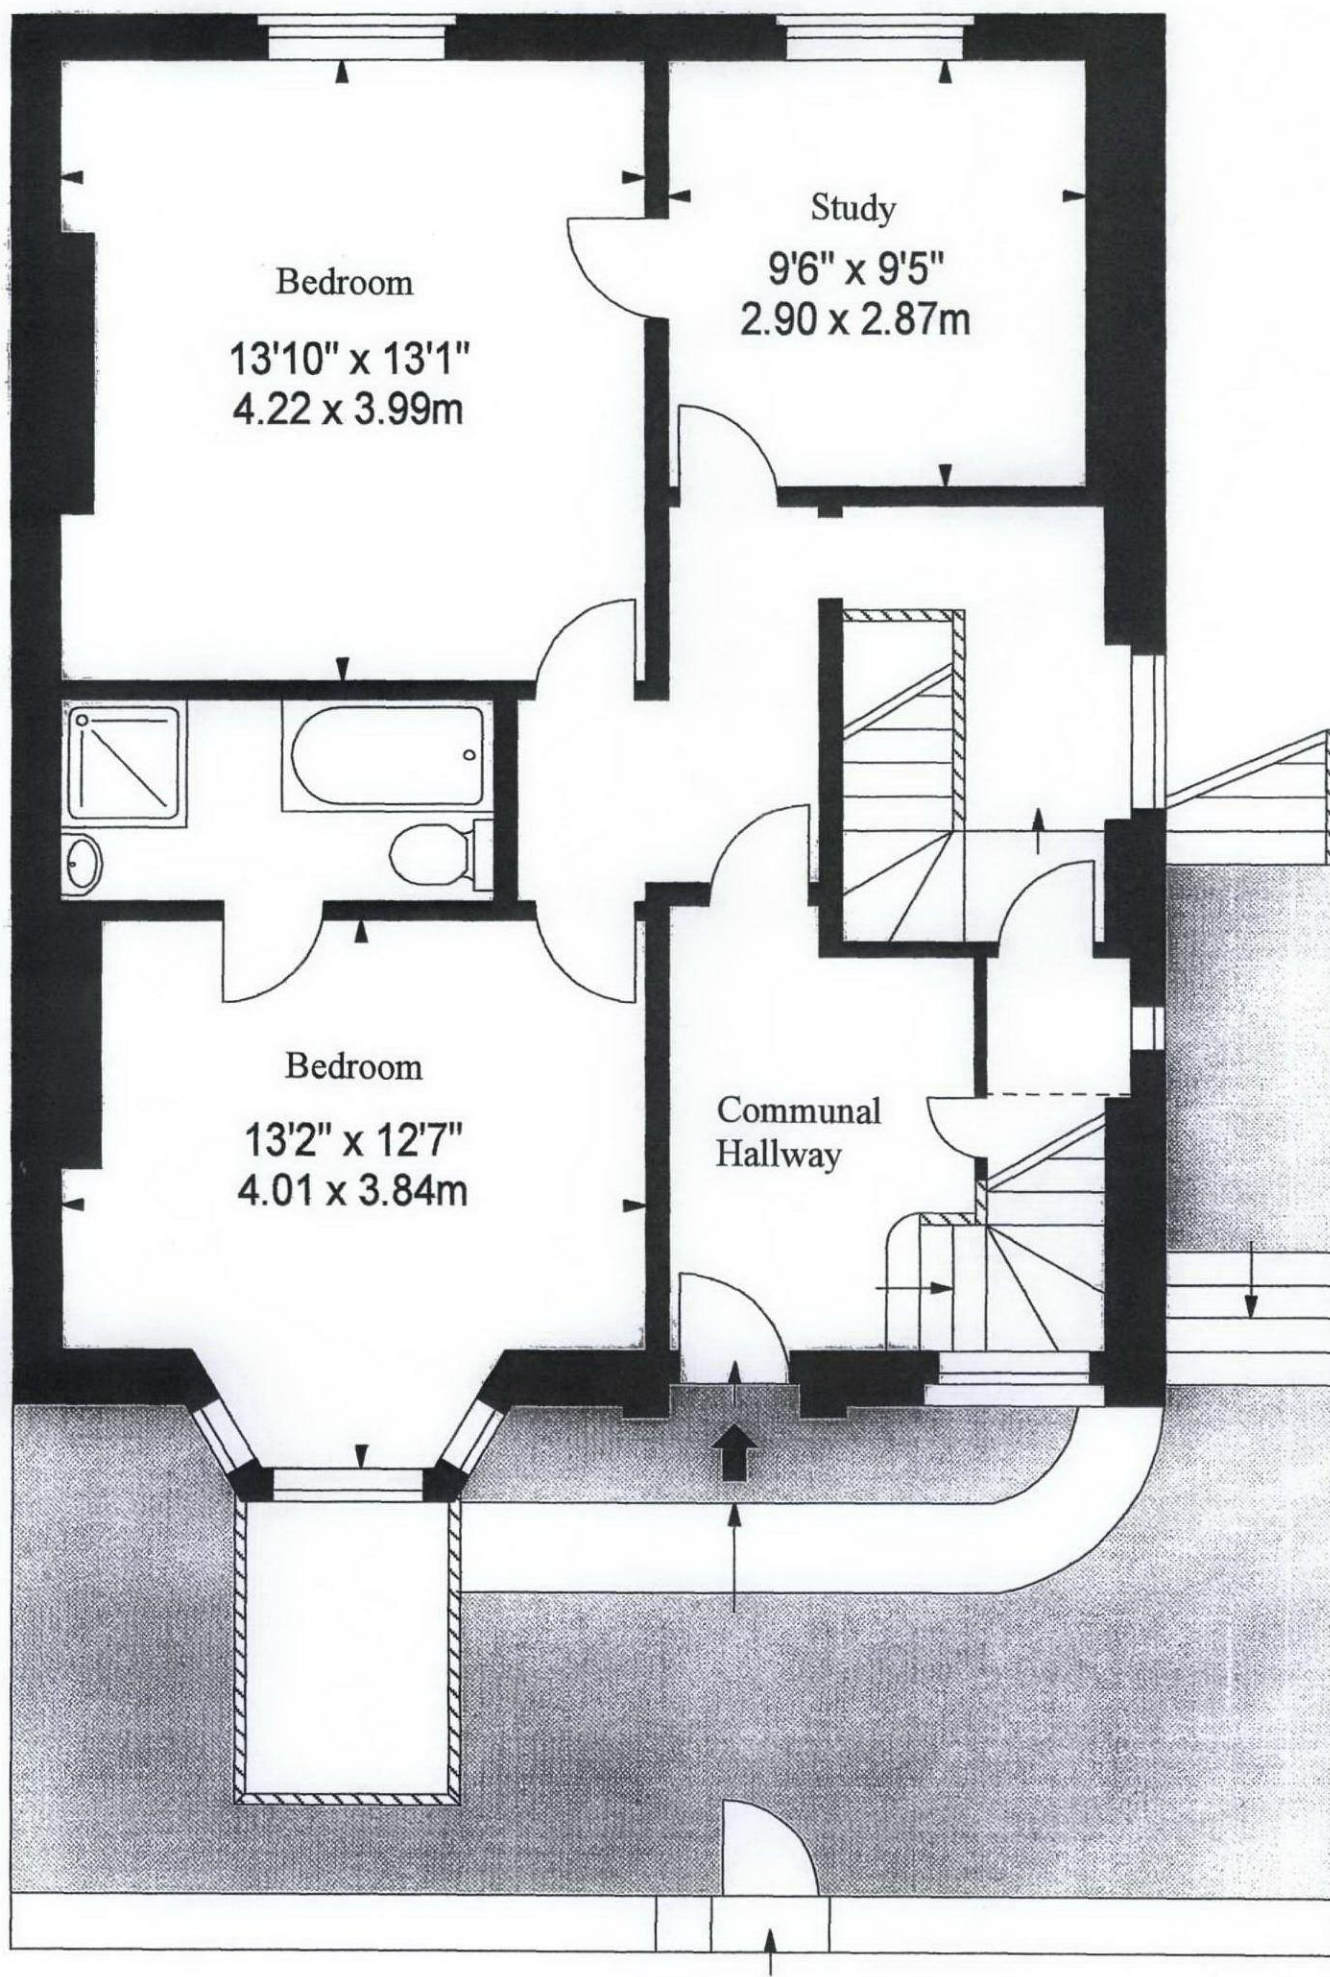 Bedroom
13'10" x 13'1"
4.22 x 3.99m
Study
9'6" x 9'5"
2.90 x 2.87m
Bedroom
13'2" x 12'7"
4.01 x 3.84m
Communal
Hallway